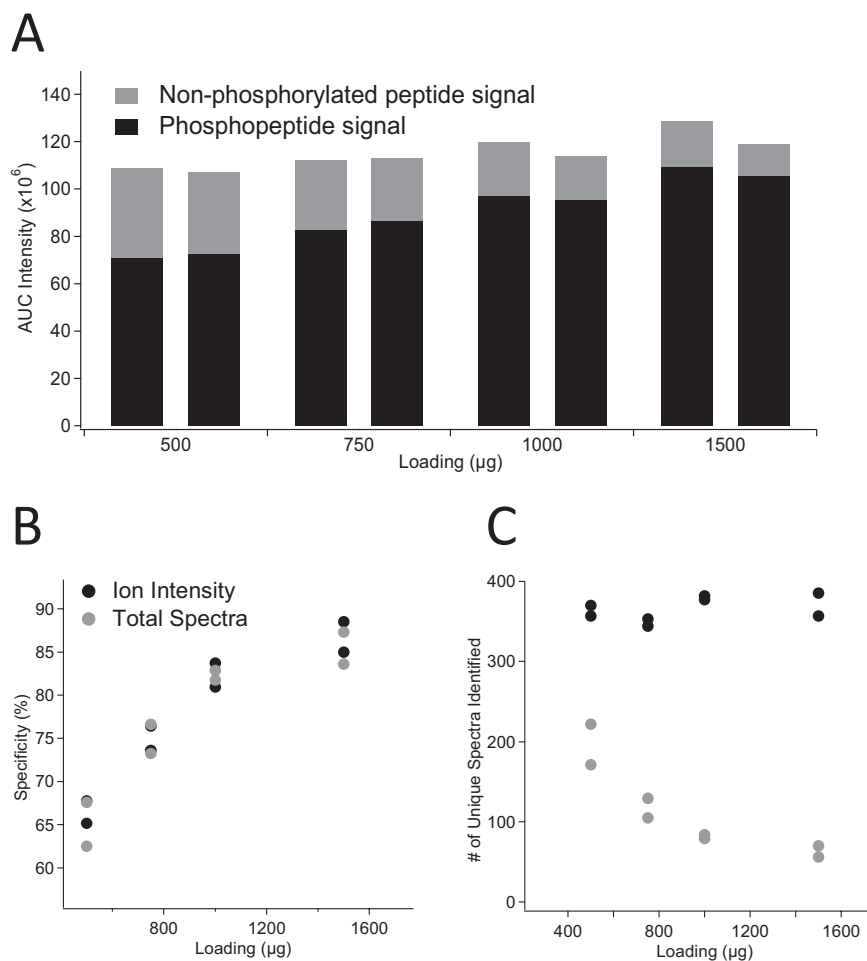 A
Non-phosphorylated peptide signal
Phosphopeptide signal
AUC Intensity (x10⁶)
140
120
100
80
60
40
20
0
500 750 1000 1500
Loading (µg)
B
Ion Intensity
Total Spectra
Specificity (%)
90
85
80
75
70
65
60
800 1200 1600
Loading (µg)
C
# of Unique Spectra Identified
400
300
200
100
0
400 800 1200 1600
Loading (µg)